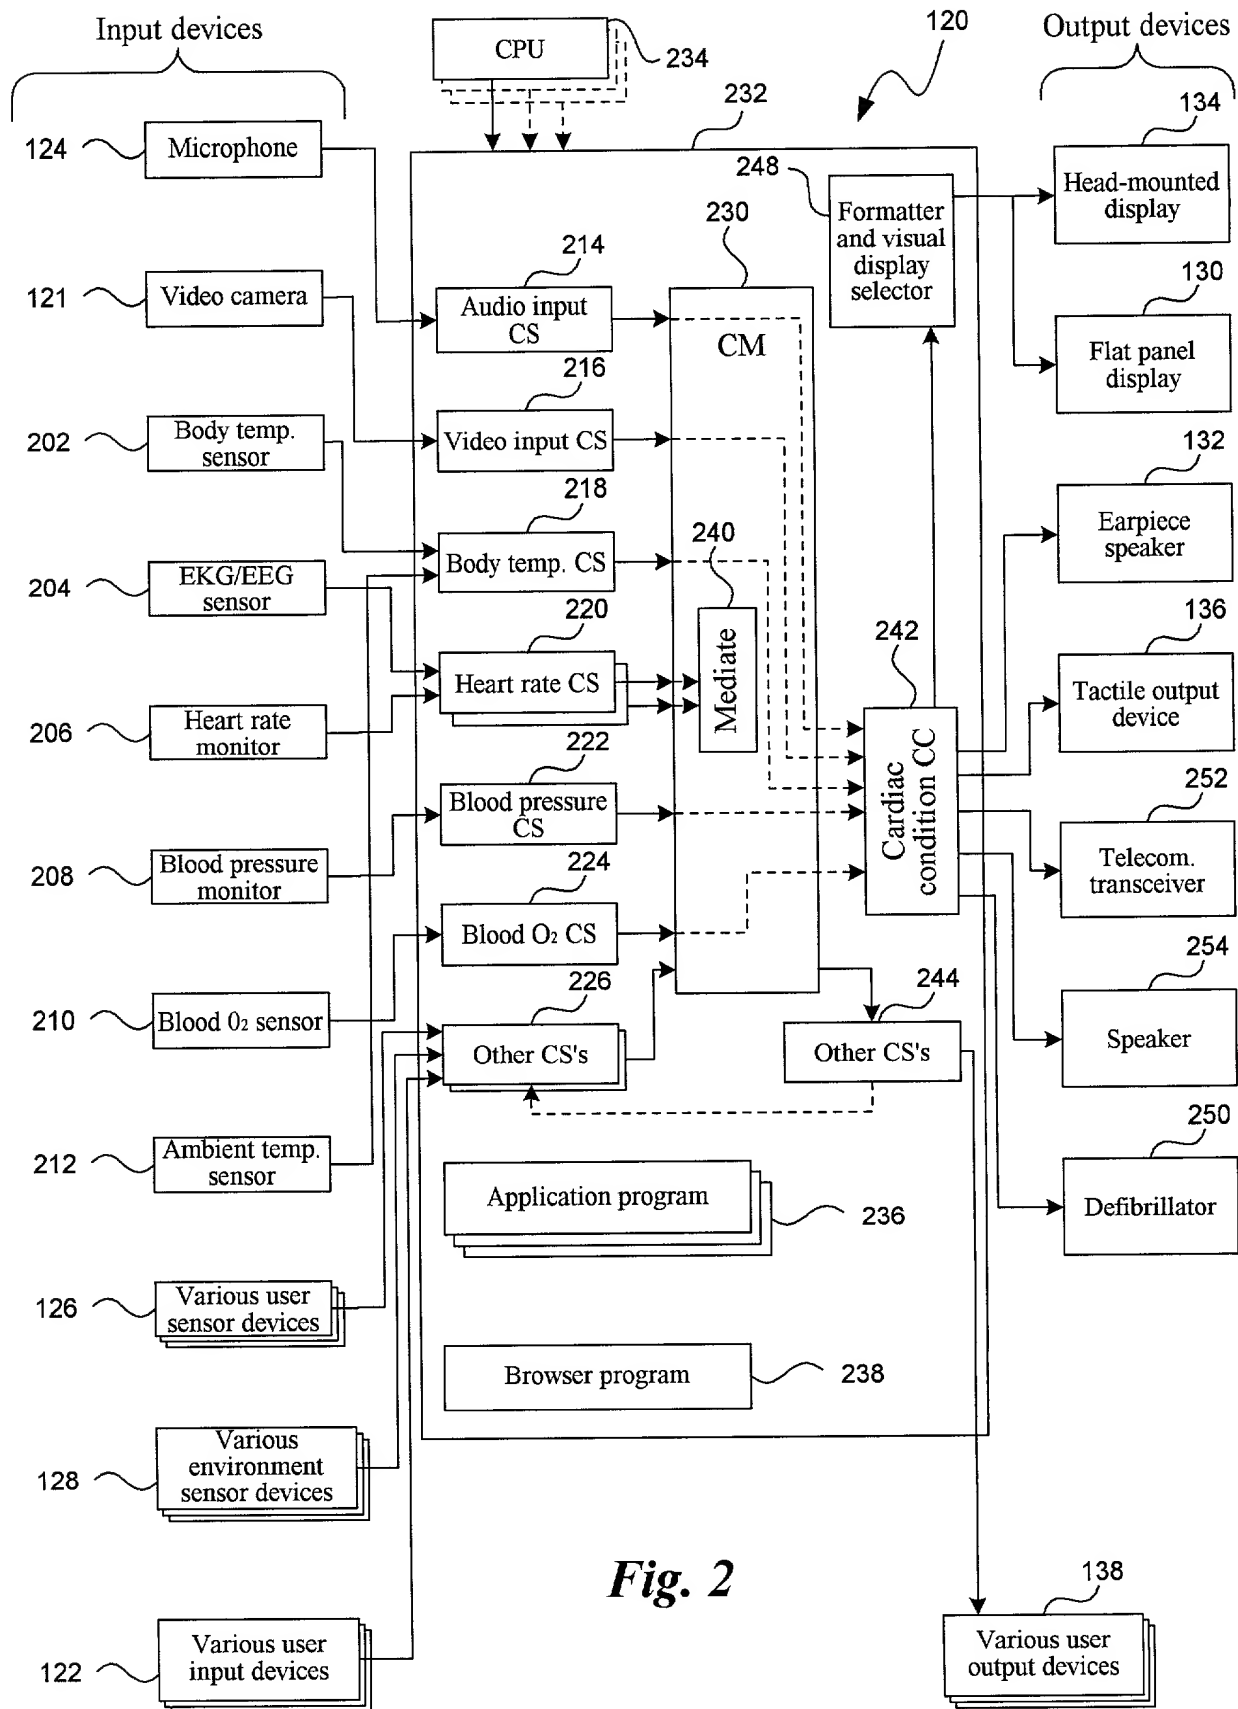 Input devices
CPU
234
120
Output devices
232
134
124
Microphone
248
Head-mounted
display
230
Formatter
and visual
display
selector
214
130
121
Video camera
Audio input
CS
CM
Flat panel
display
216
202
Body temp.
sensor
Video input CS
132
218
240
Earpiece
speaker
204
EKG/EEG
sensor
Body temp. CS
220
242
136
Heart rate CS
Mediate
Tactile output
device
206
Heart rate
monitor
222
Cardiac
condition CC
252
Blood pressure
CS
208
Blood pressure
monitor
224
Telecom.
transceiver
Blood O2 CS
254
226
244
210
Blood 02 sensor
Other CS's
Other CS's
Speaker
250
212
Ambient temp.
sensor
Application program
236
Defibrillator
126
Various user
sensor devices
Browser program
238
128
Various
environment
sensor devices
Fig. 2
138
122
Various user
input devices
Various user
output devices